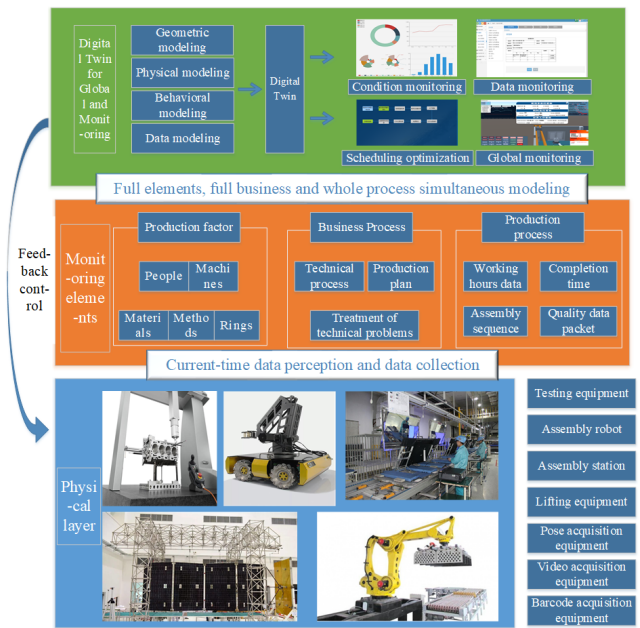 Digita
l Twin
for
Globa
l and
Monit
-oring
Geometric
modeling
Physical modeling
Behavioral
modeling
Data modeling
Digital
Twin
Condition monitoring
Data monitoring
Scheduling optimization
Global monitoring
Full elements, full business and whole process simultaneous modeling
Feed-
back
cont-
rol
Monit
-oring
eleme
-nts
Production factor
People
Machi
nes
Materi
als
Metho
ds
Rings
Business Process
Technical
process
Production
plan
Treatment of
technical problems
Production
process
Working
hours data
Completion
time
Assembly
sequence
Quality data
packet
Current-time data perception and data collection
Physi
-cal
layer
Testing equipment
Assembly robot
Assembly station
Lifting equipment
Pose acquisition
equipment
Video acquisition
equipment
Barcode acquisition
equipment